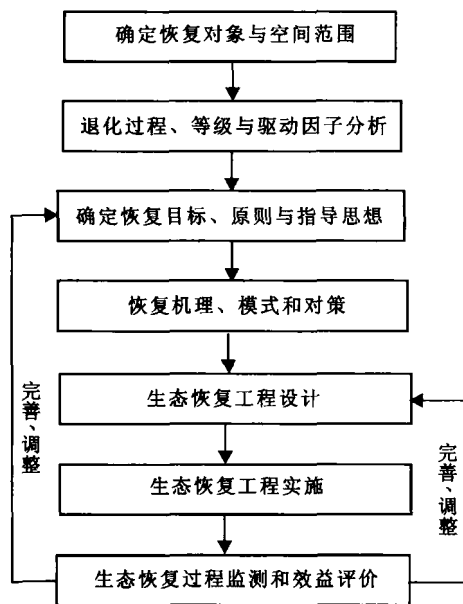 确定恢复对象与空间范围
退化过程、等级与驱动因子分析
确定恢复目标、原则与指导思想
恢复机理、模式和对策
生态恢复工程设计
生态恢复工程实施
生态恢复过程监测和效益评价
完善、调整
完善、调整